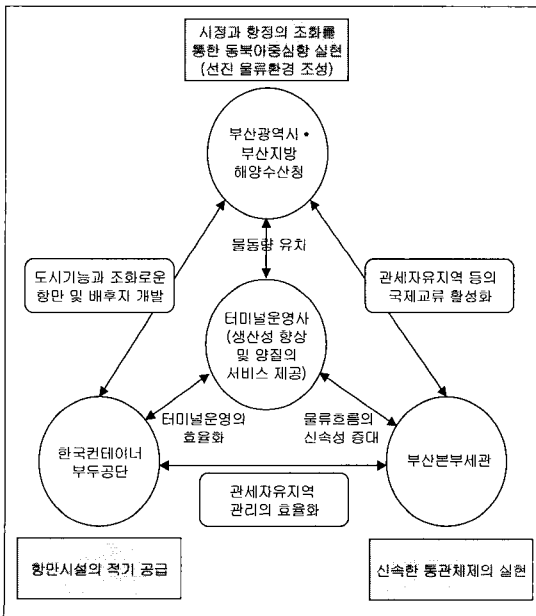 시정과 항정의 조화를
통한 동북아중심항 실현
(선진 물류환경 조성)
부산광역시 •
부산지방
해양수산청
물동량 유치
도시기능과 조화로운
항만 및 배후지 개발
관세자유지역 등의
국제교류 활성화
터미널운영사
(생산성 향상
및 양질의
서비스 제공)
터미널운영의
효율화
물류흐름의
신속성 증대
한국컨테이너
부두공단
부산본부세관
관세자유지역
관리의 효율화
항만시설의 적기 공급
신속한 통관체제의 실현